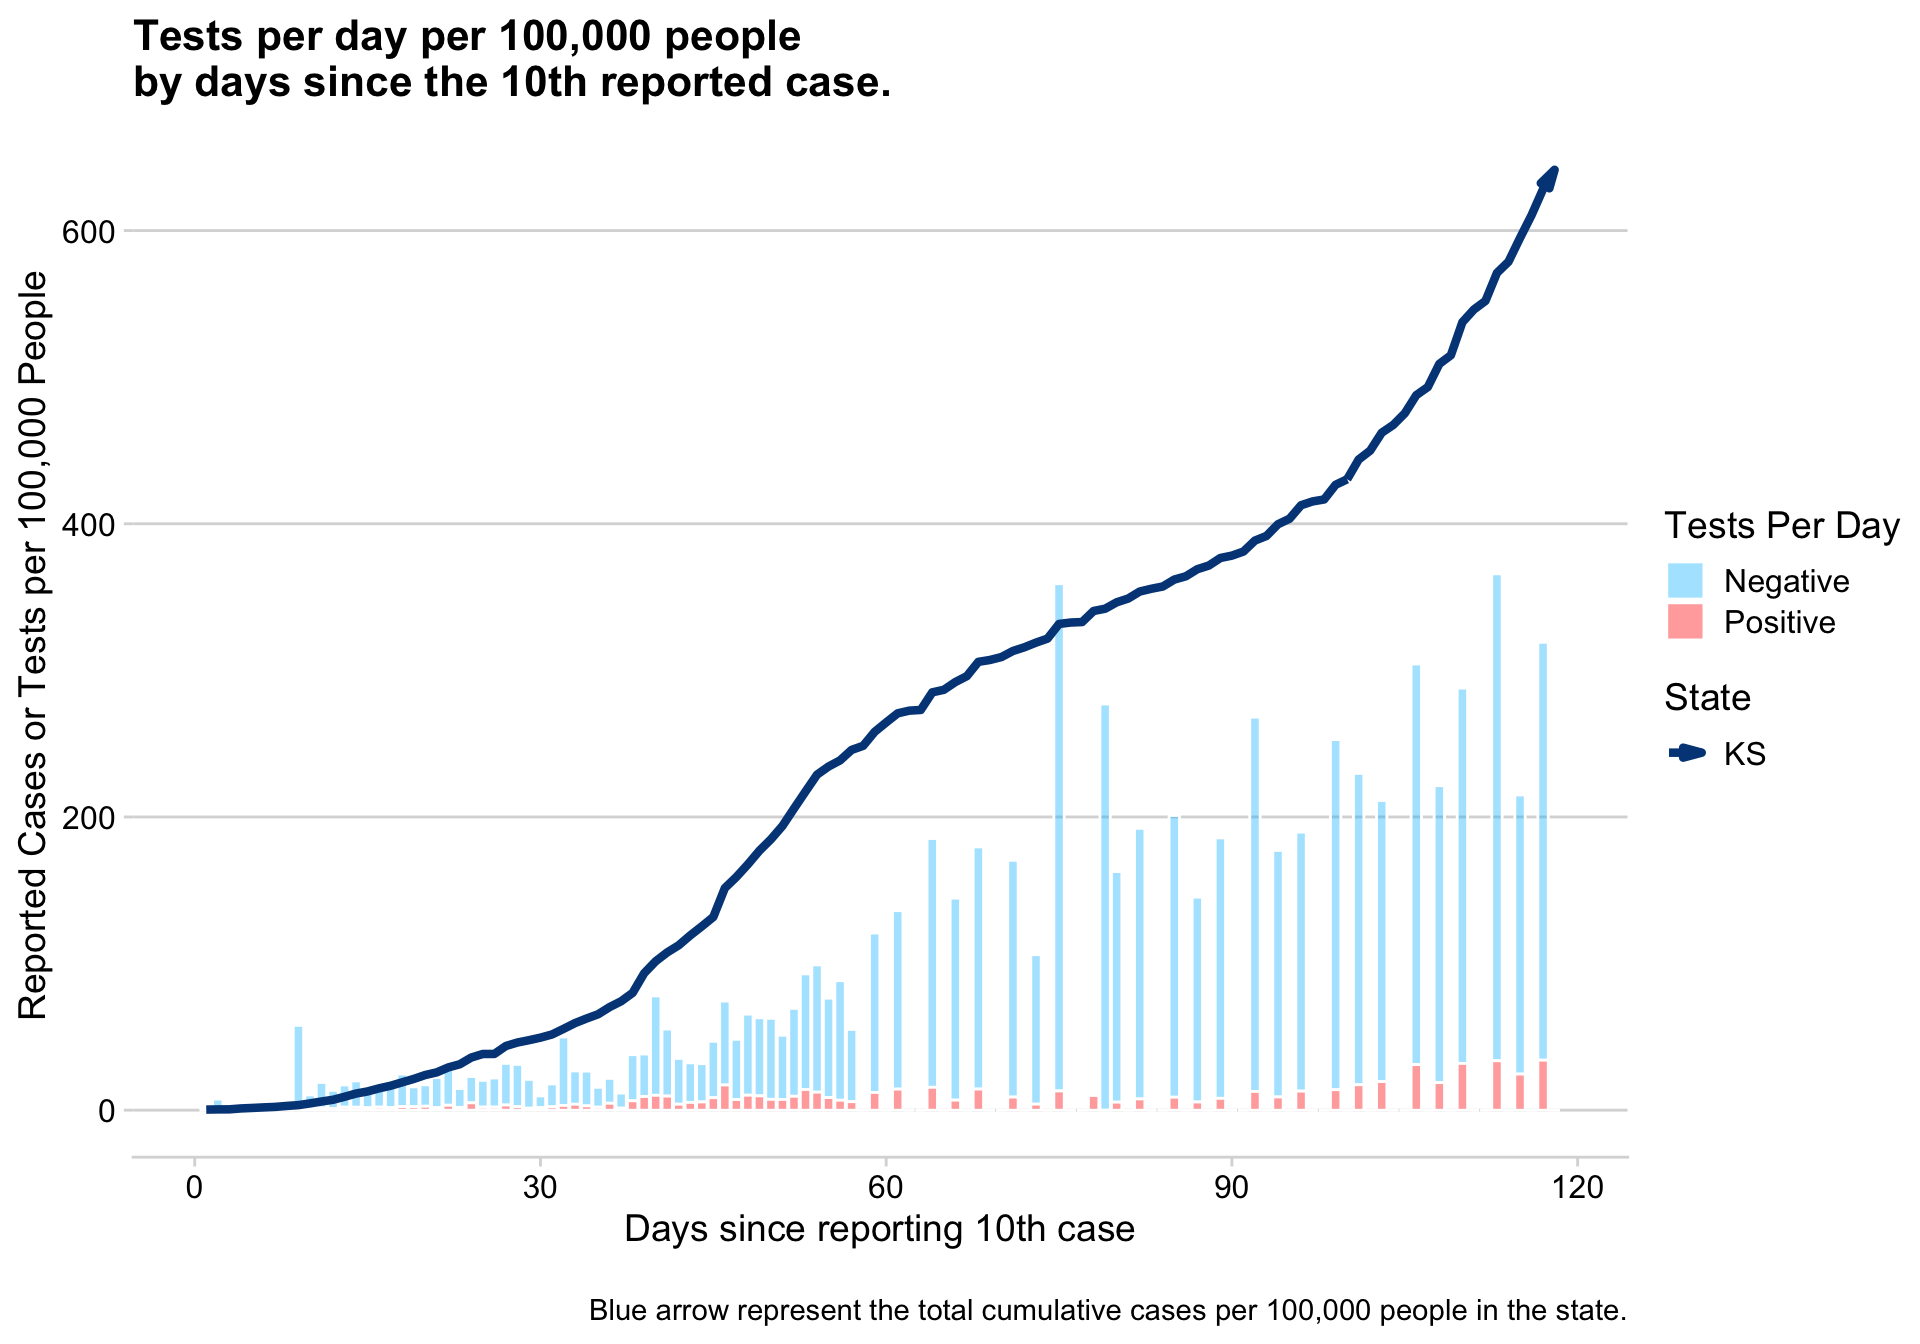 Tests per day per 100,000 people
by days since the 10th reported case.
Reported Cases or Tests per 100,000 People
600
400
200
0
0
30
60
90
120
Days since reporting 10th case
Tests Per Day
Negative
Positive
State
KS
Blue arrow represent the total cumulative cases per 100,000 people in the state.